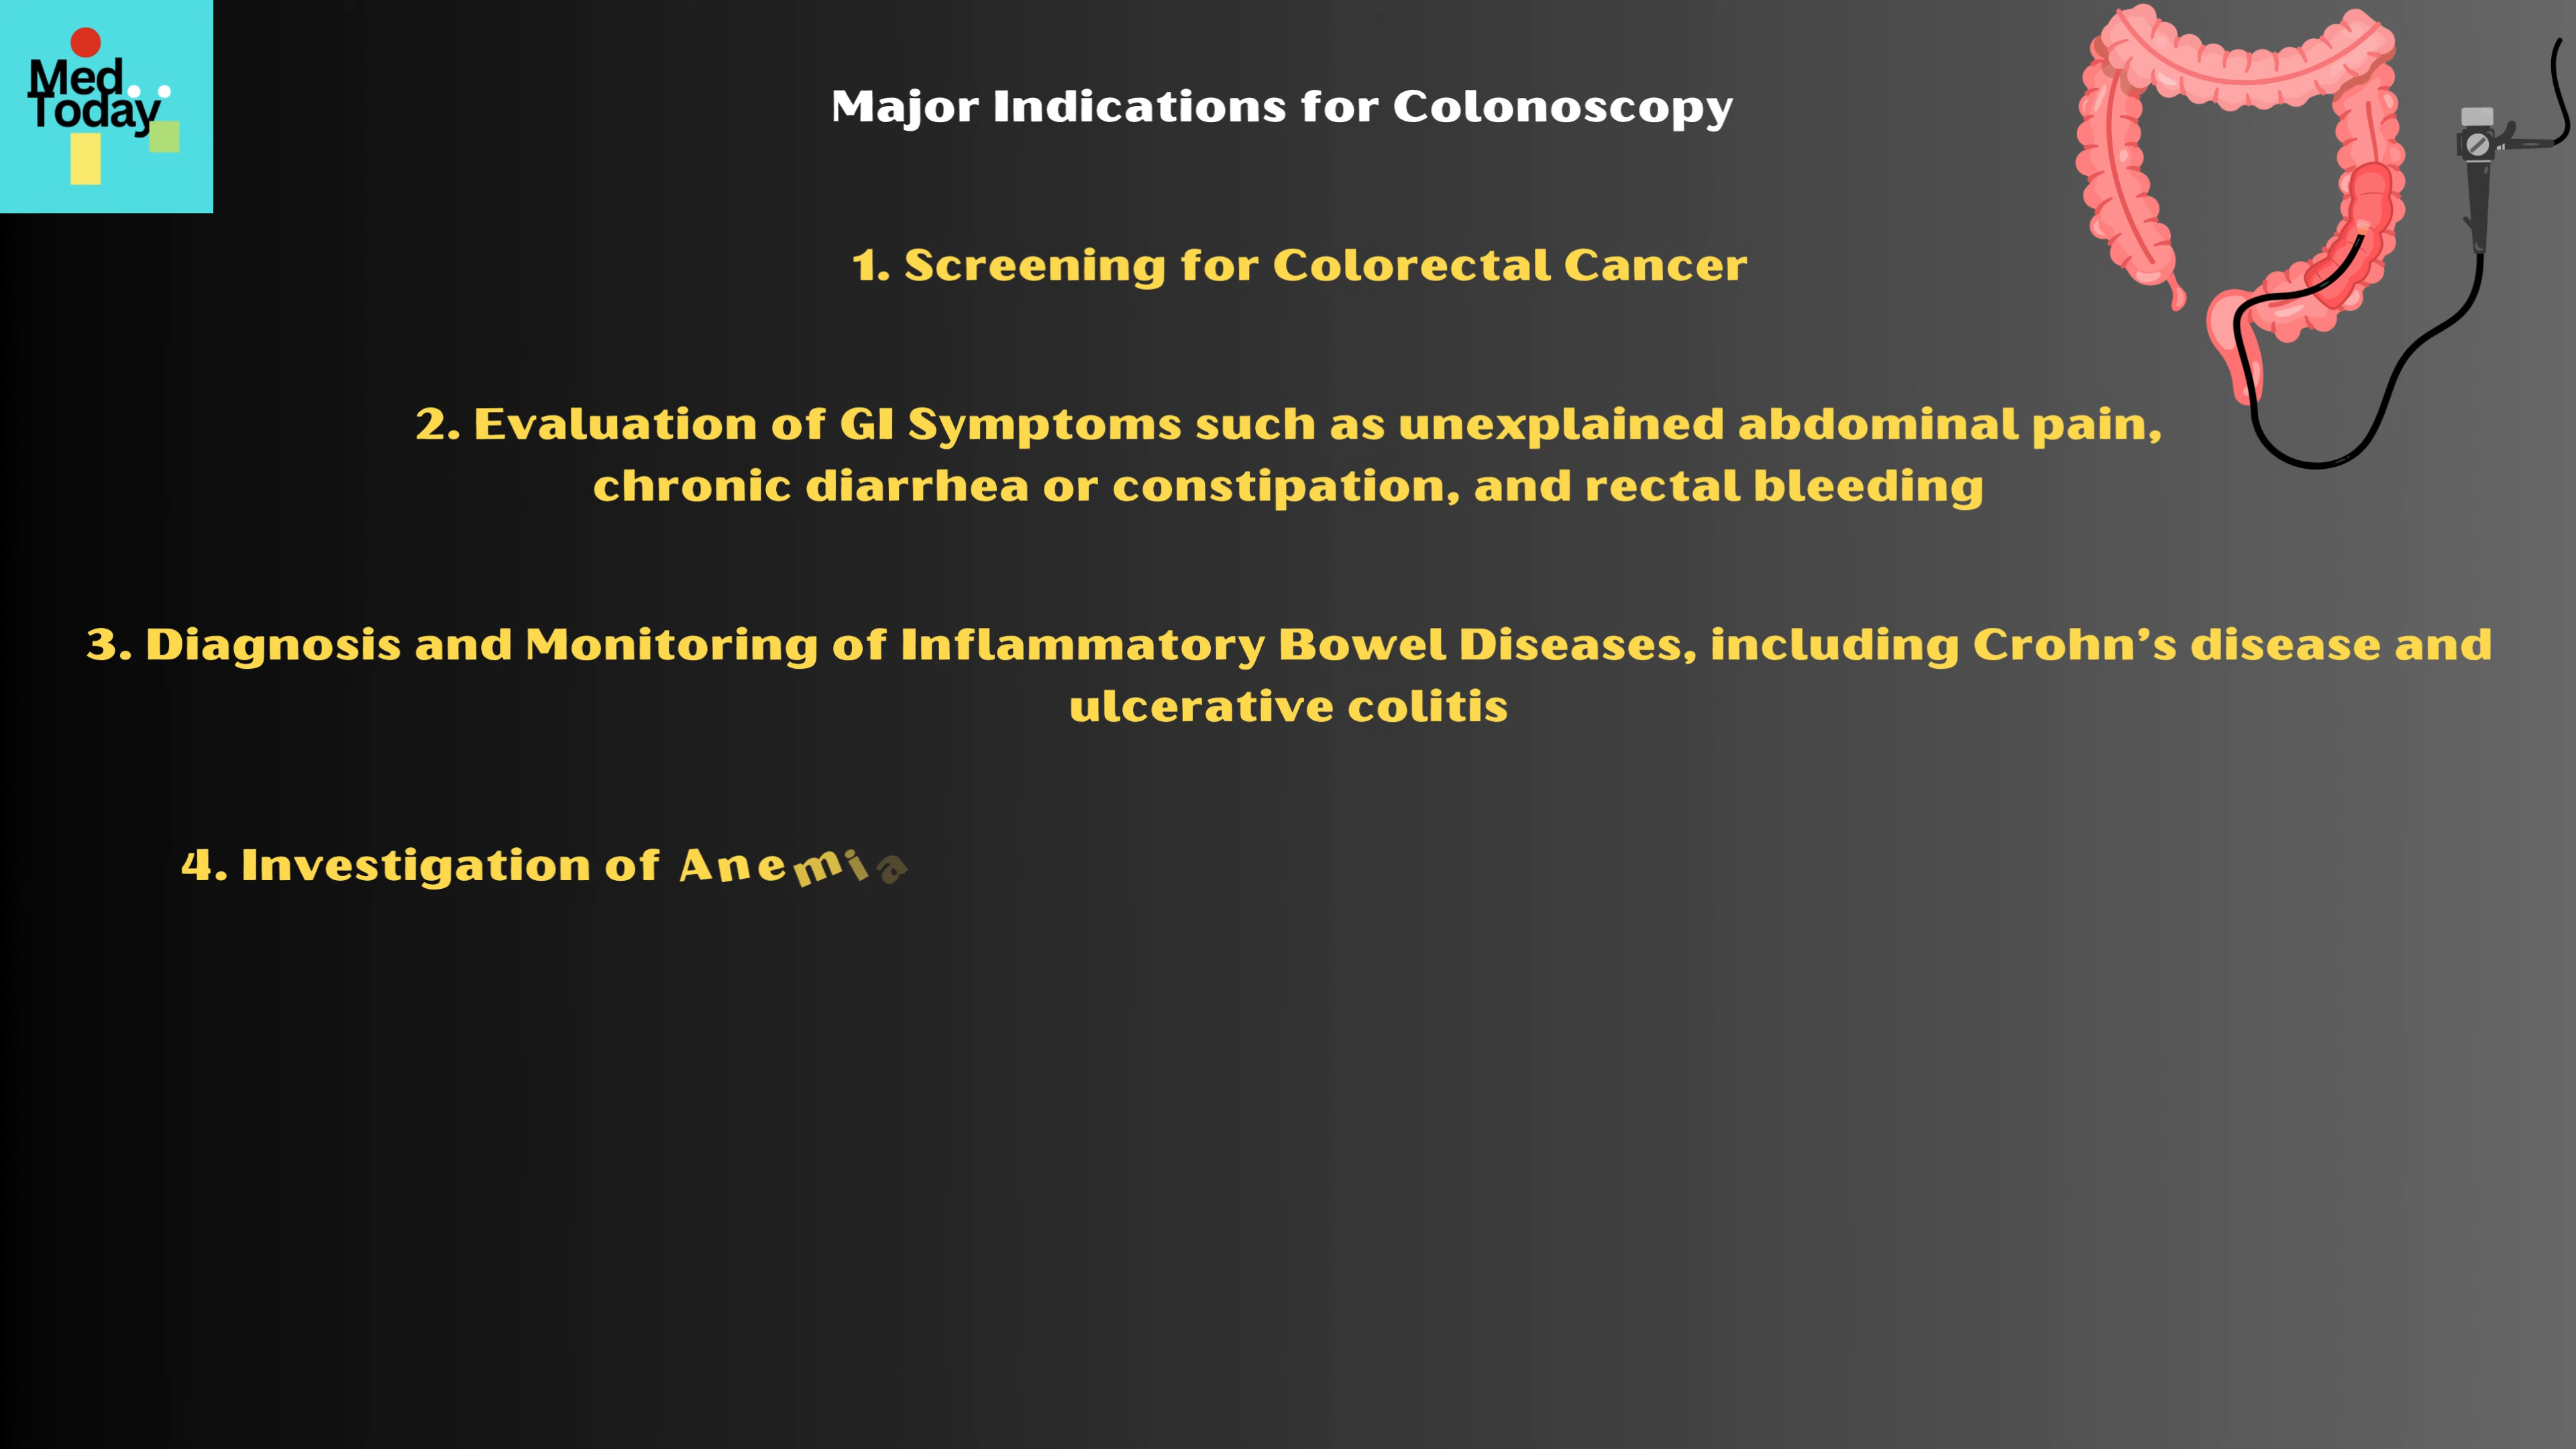 Med
Today
Major Indications for Colonoscopy
1. Screening for Colorectal Cancer
2. Evaluation of GI Symptoms such as unexplained abdominal pain,
chronic diarrhea or constipation, and rectal bleeding
3. Diagnosis and Monitoring of Inflammatory Bowel Diseases, including Crohn’s disease and
ulcerative colitis
4. Investigation of Anemia